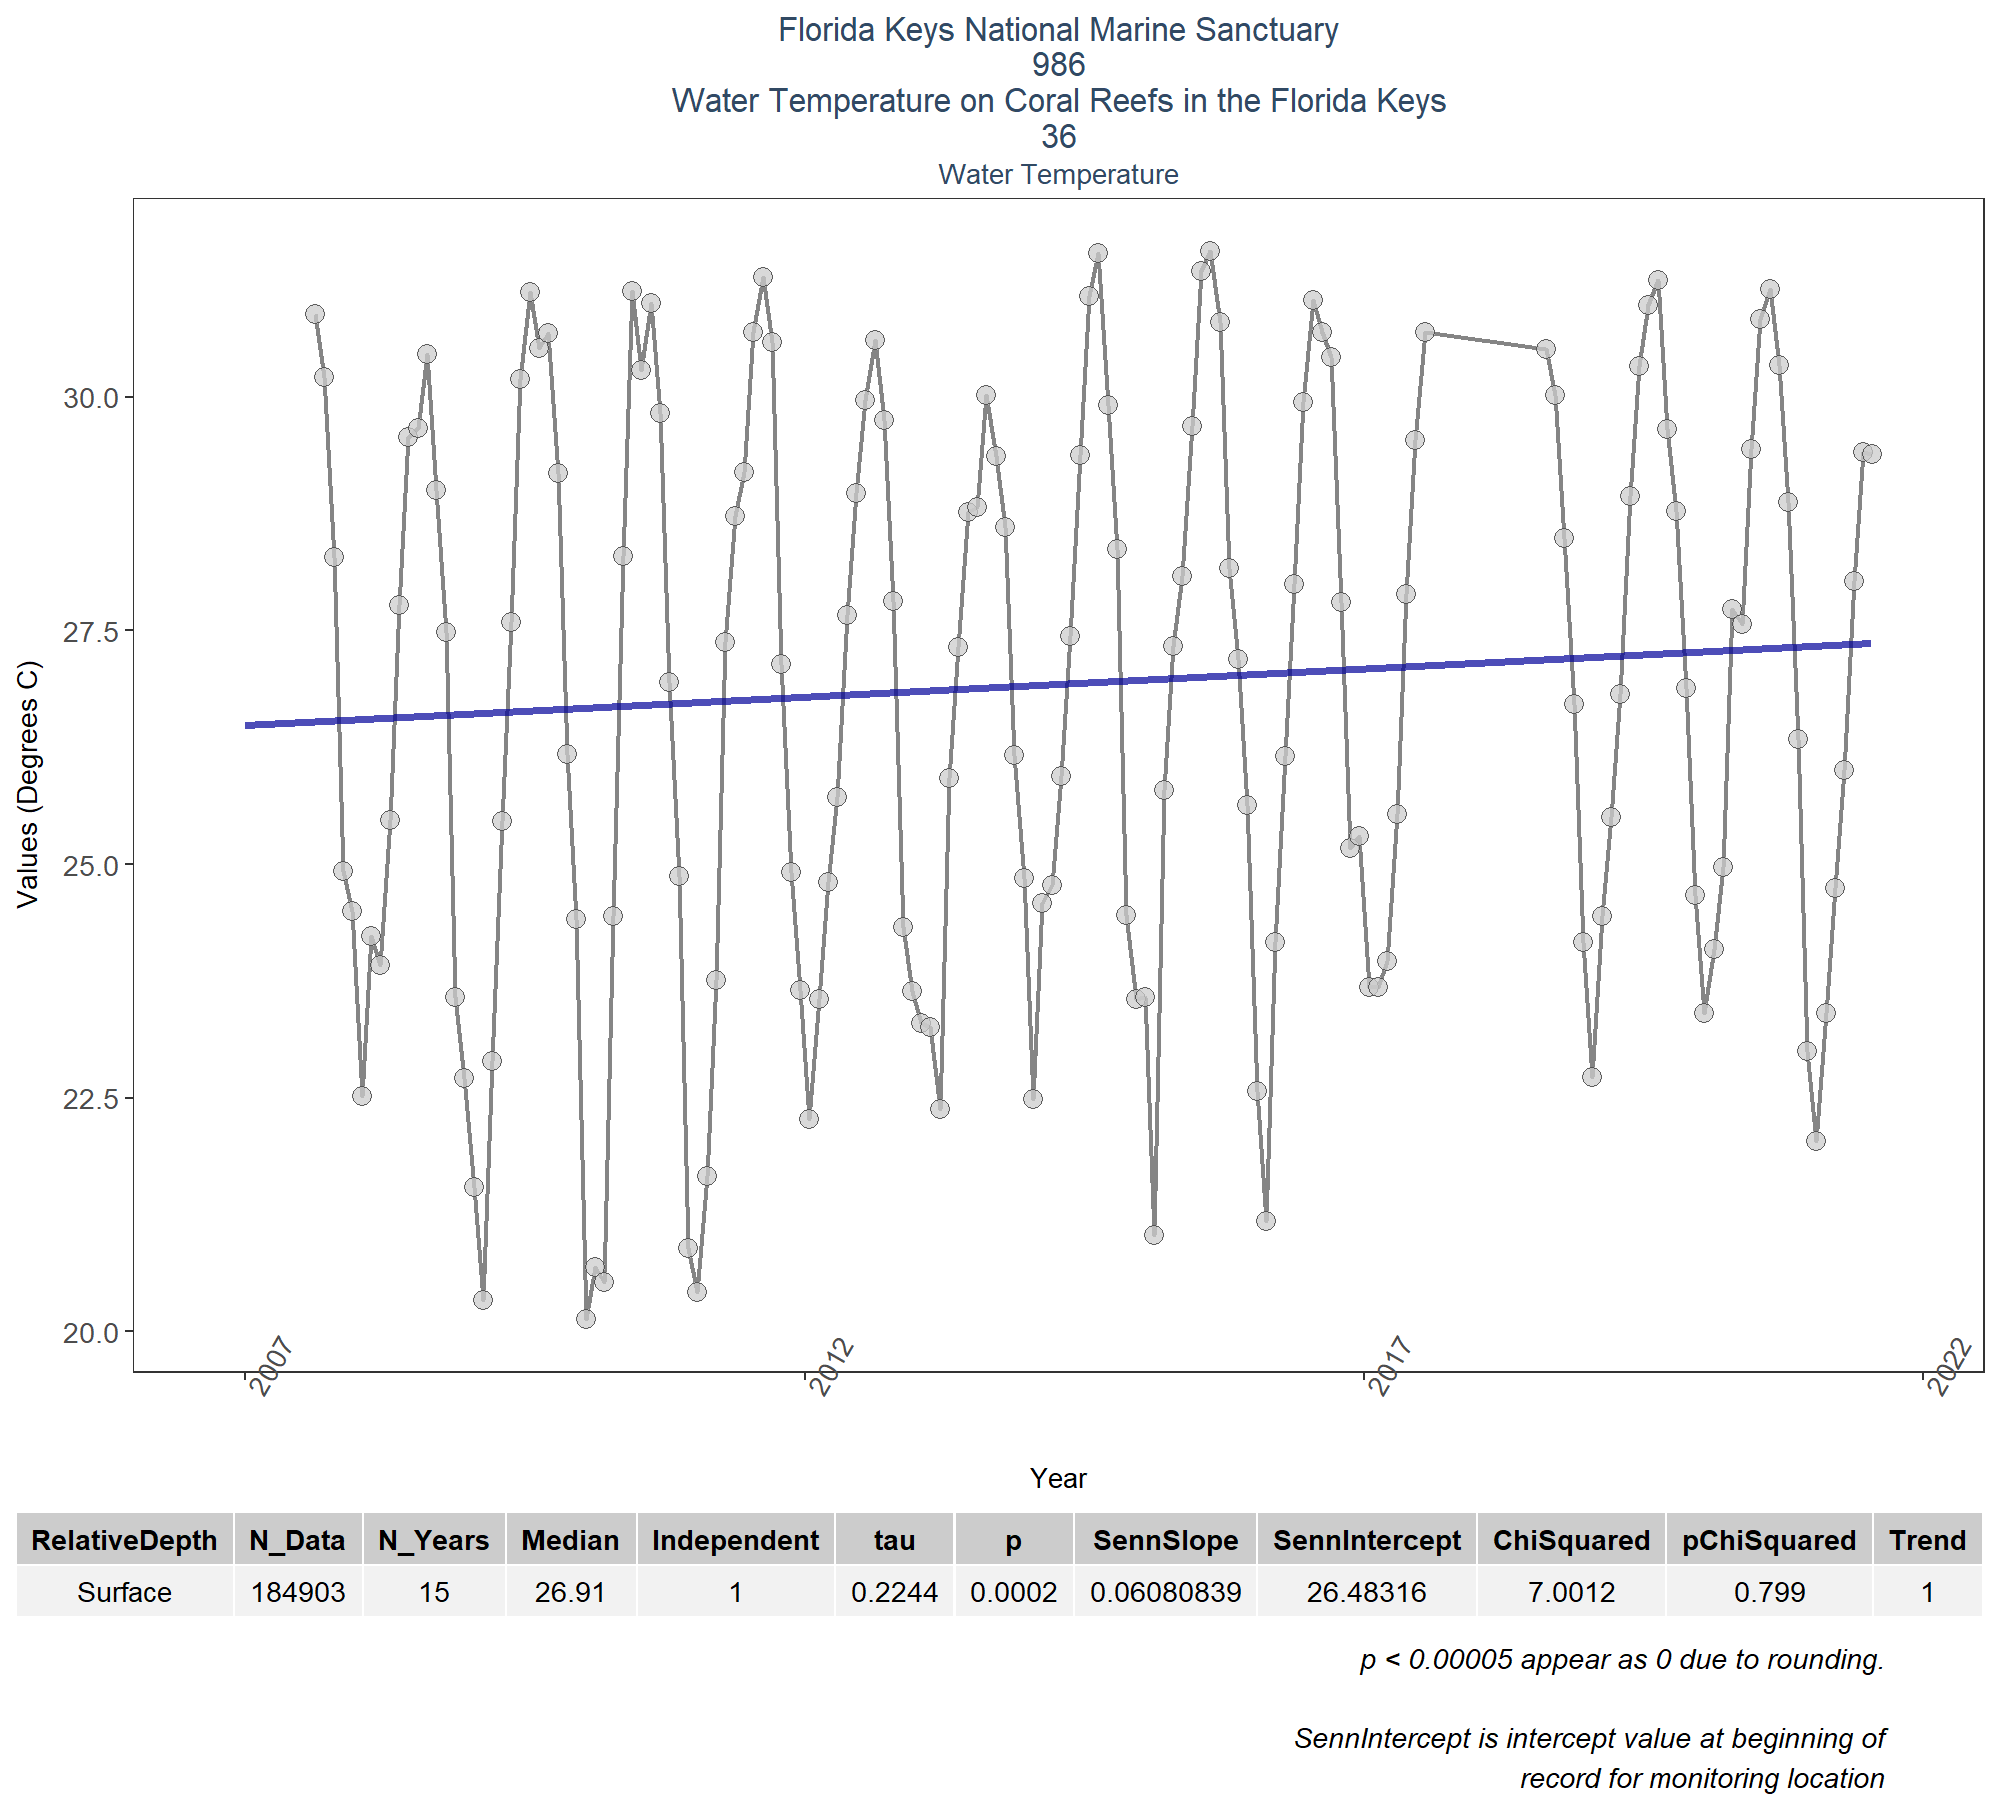 Florida Keys National Marine Sanctuary
986
Water Temperature on Coral Reefs in the Florida Keys
36
Water Temperature
Values (Degrees C)
30.0
27.5
25.0
22.5
20.0
2007 2012 2017 2022
Year
RelativeDepth N_Data N_Years Median Independent tau p SennSlope SennIntercept ChiSquared pChiSquared Trend
Surface 184903 15 26.91 1 0.2244 0.0002 0.06080839 26.48316 7.0012 0.799 1
p < 0.00005 appear as 0 due to rounding.
SennIntercept is intercept value at beginning of
record for monitoring location